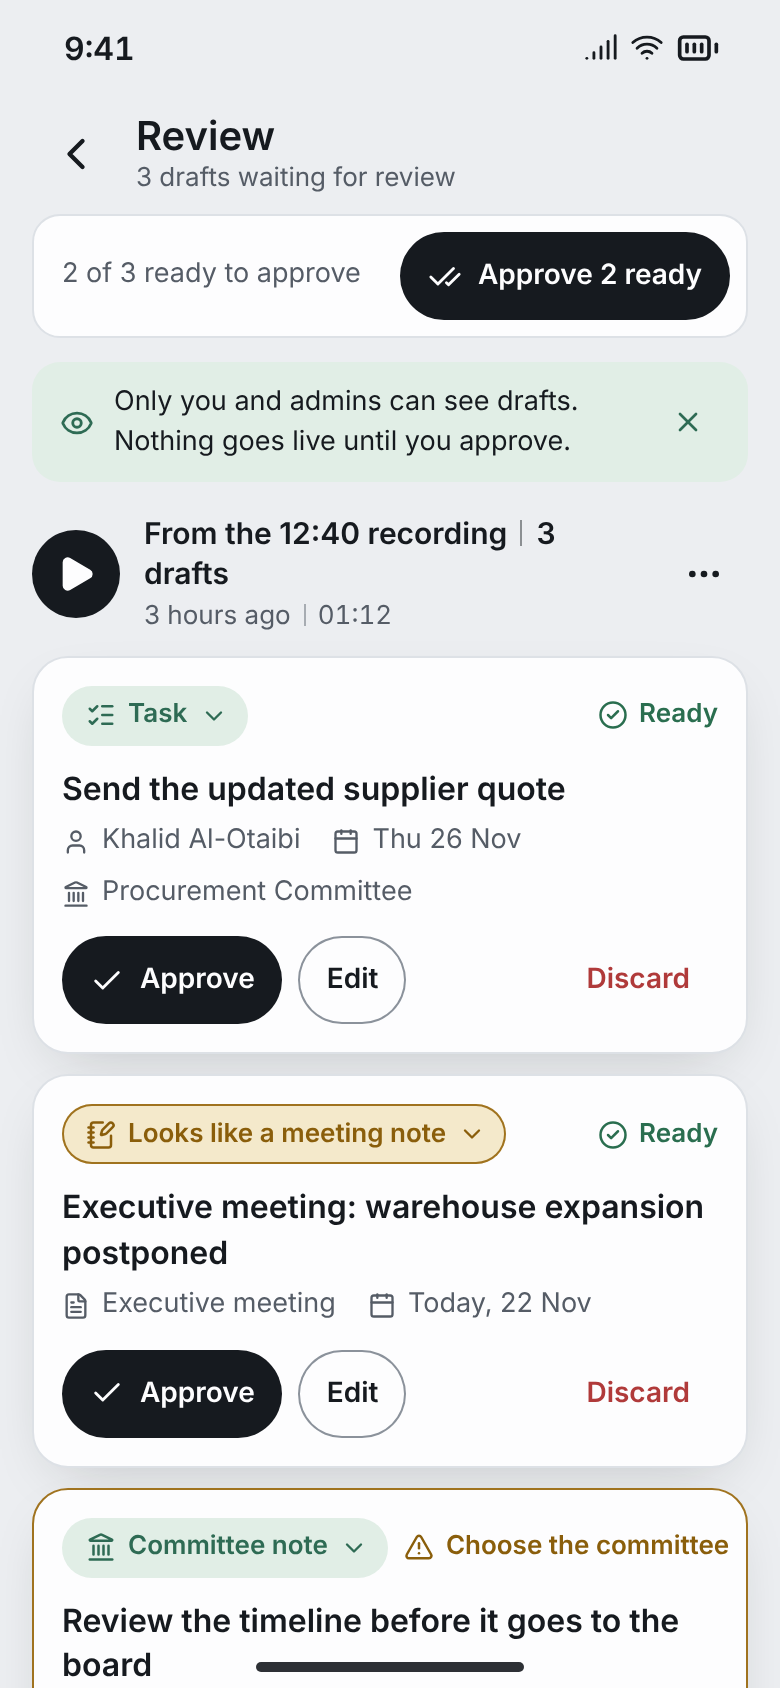 9:41
Review
3 drafts waiting for review
2 of 3 ready to approve
Approve 2 ready
Only you and admins can see drafts.
Nothing goes live until you approve.
From the 12:40 recording | 3
drafts
3 hours ago | 01:12
Task
Ready
Send the updated supplier quote
Khalid Al-Otaibi
Thu 26 Nov
Procurement Committee
Approve
Edit
Discard
Looks like a meeting note
Ready
Executive meeting: warehouse expansion
postponed
Executive meeting
Today, 22 Nov
Approve
Edit
Discard
Committee note
Choose the committee
Review the timeline before it goes to the
board